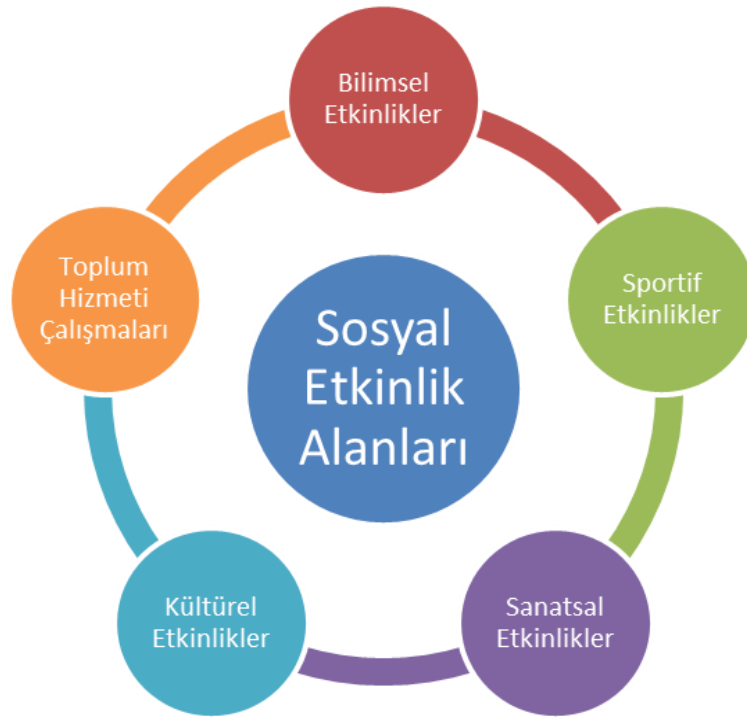 Bilimsel
Etkinlikler
Sportif
Etkinlikler
Sanatsal
Etkinlikler
Kültürel
Etkinlikler
Toplum
Hizmeti
Çalışmaları
Sosyal
Etkinlik
Alanları